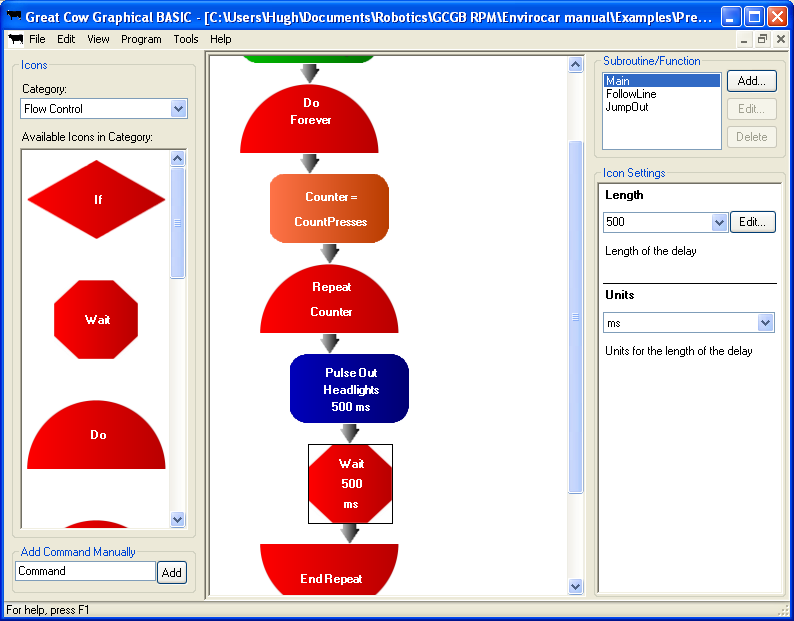 Great Cow Graphical BASIC - [C:\Users\Hugh\Documents\Robotics\GCGB RPM\Envirocar manual\Examples\Pre...
File Edit View Program Tools Help
Icons
Category:
Flow Control
Available Icons in Category:
If
Wait
Do
Add Command Manually
Command
Add
Do
Forever
Counter =
CountPresses
Repeat
Counter
Pulse Out
Headlights
500 ms
Wait
500
ms
End Repeat
Subroutine/Function
Main
FollowLine
JumpOut
Add...
Edit...
Delete
Icon Settings
Length
500
Edit...
Length of the delay
Units
ms
Units for the length of the delay
For help, press F1